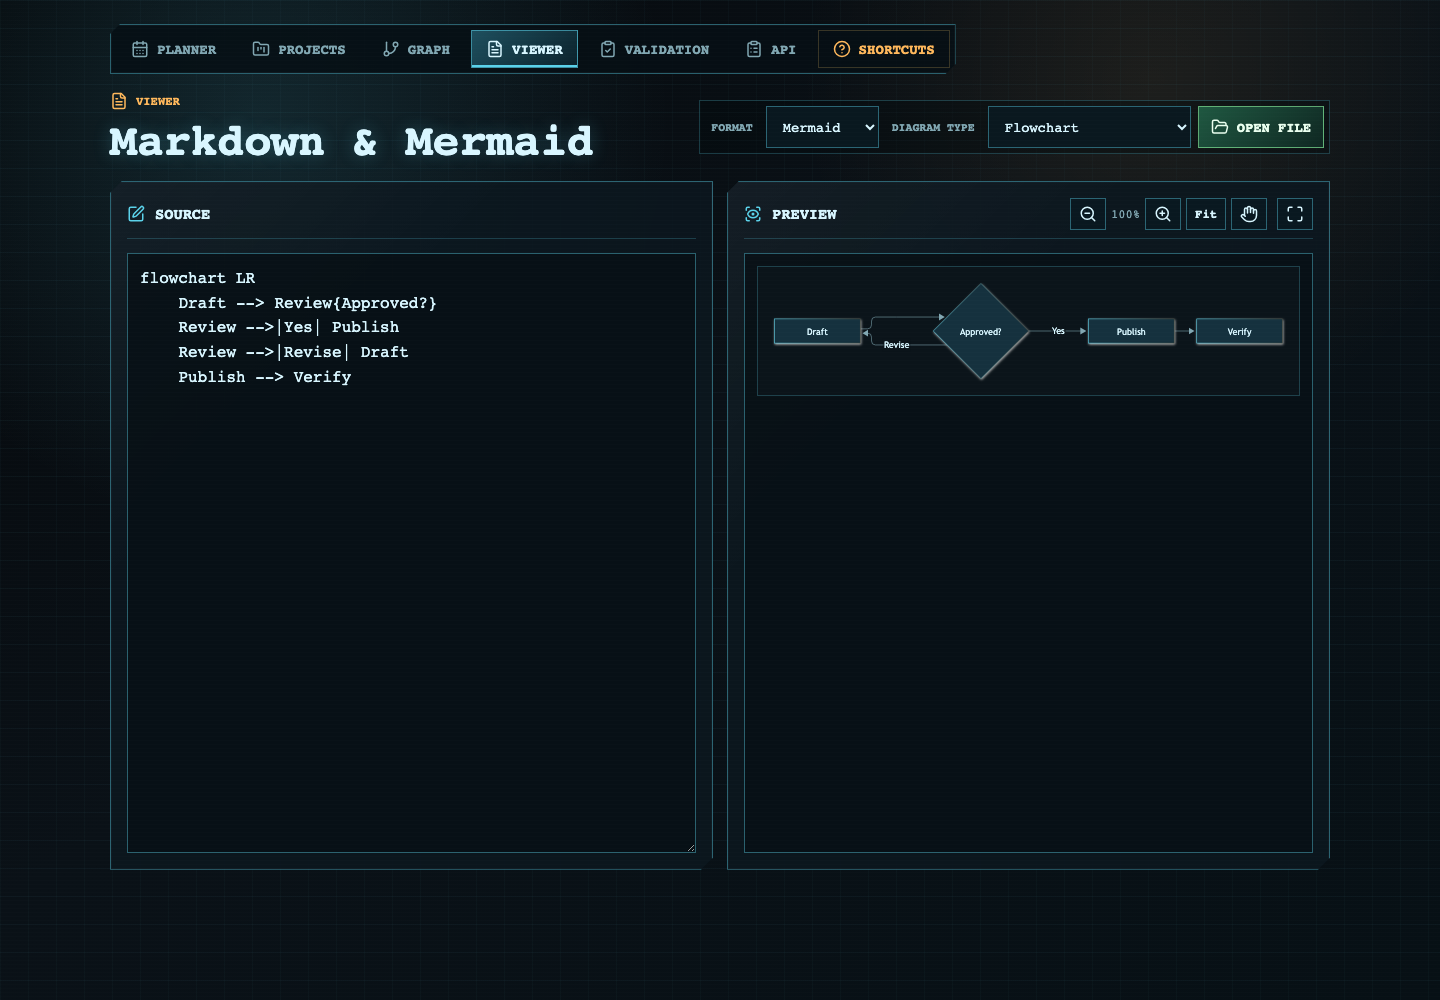 PLANNER PROJECTS GRAPH VIEWER VALIDATION API SHORTCUTS
VIEWER
Markdown & Mermaid
FORMAT Mermaid DIAGRAM TYPE Flowchart OPEN FILE
SOURCE
flowchart LR
    Draft --> Review{Approved?}
    Review -->|Yes| Publish
    Review -->|Revise| Draft
    Publish --> Verify
PREVIEW 100% Fit
Draft Approved? Yes Publish Verify
Revise